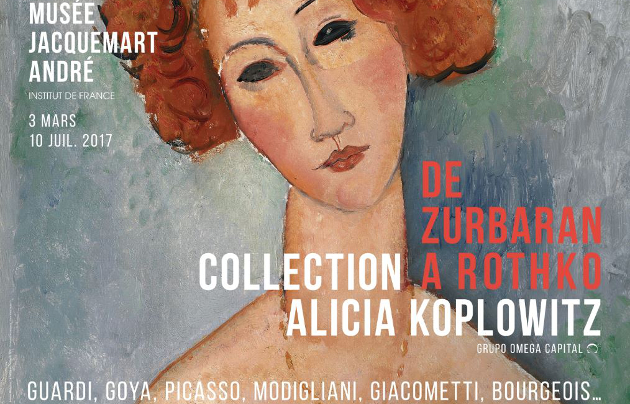 MUSÉE
JACQUEMART
ANDRÉ
INSTITUT DE FRANCE
3 MARS
10 JUIL. 2017
DE
ZURBARAN
COLLECTION A ROTHKO
ALICIA KOPLOWITZ
GRUPO OMEGA CAPITAL
GUARDI, GOYA, PICASSO, MODIGLIANI, GIACOMETTI, BOURGEOIS...